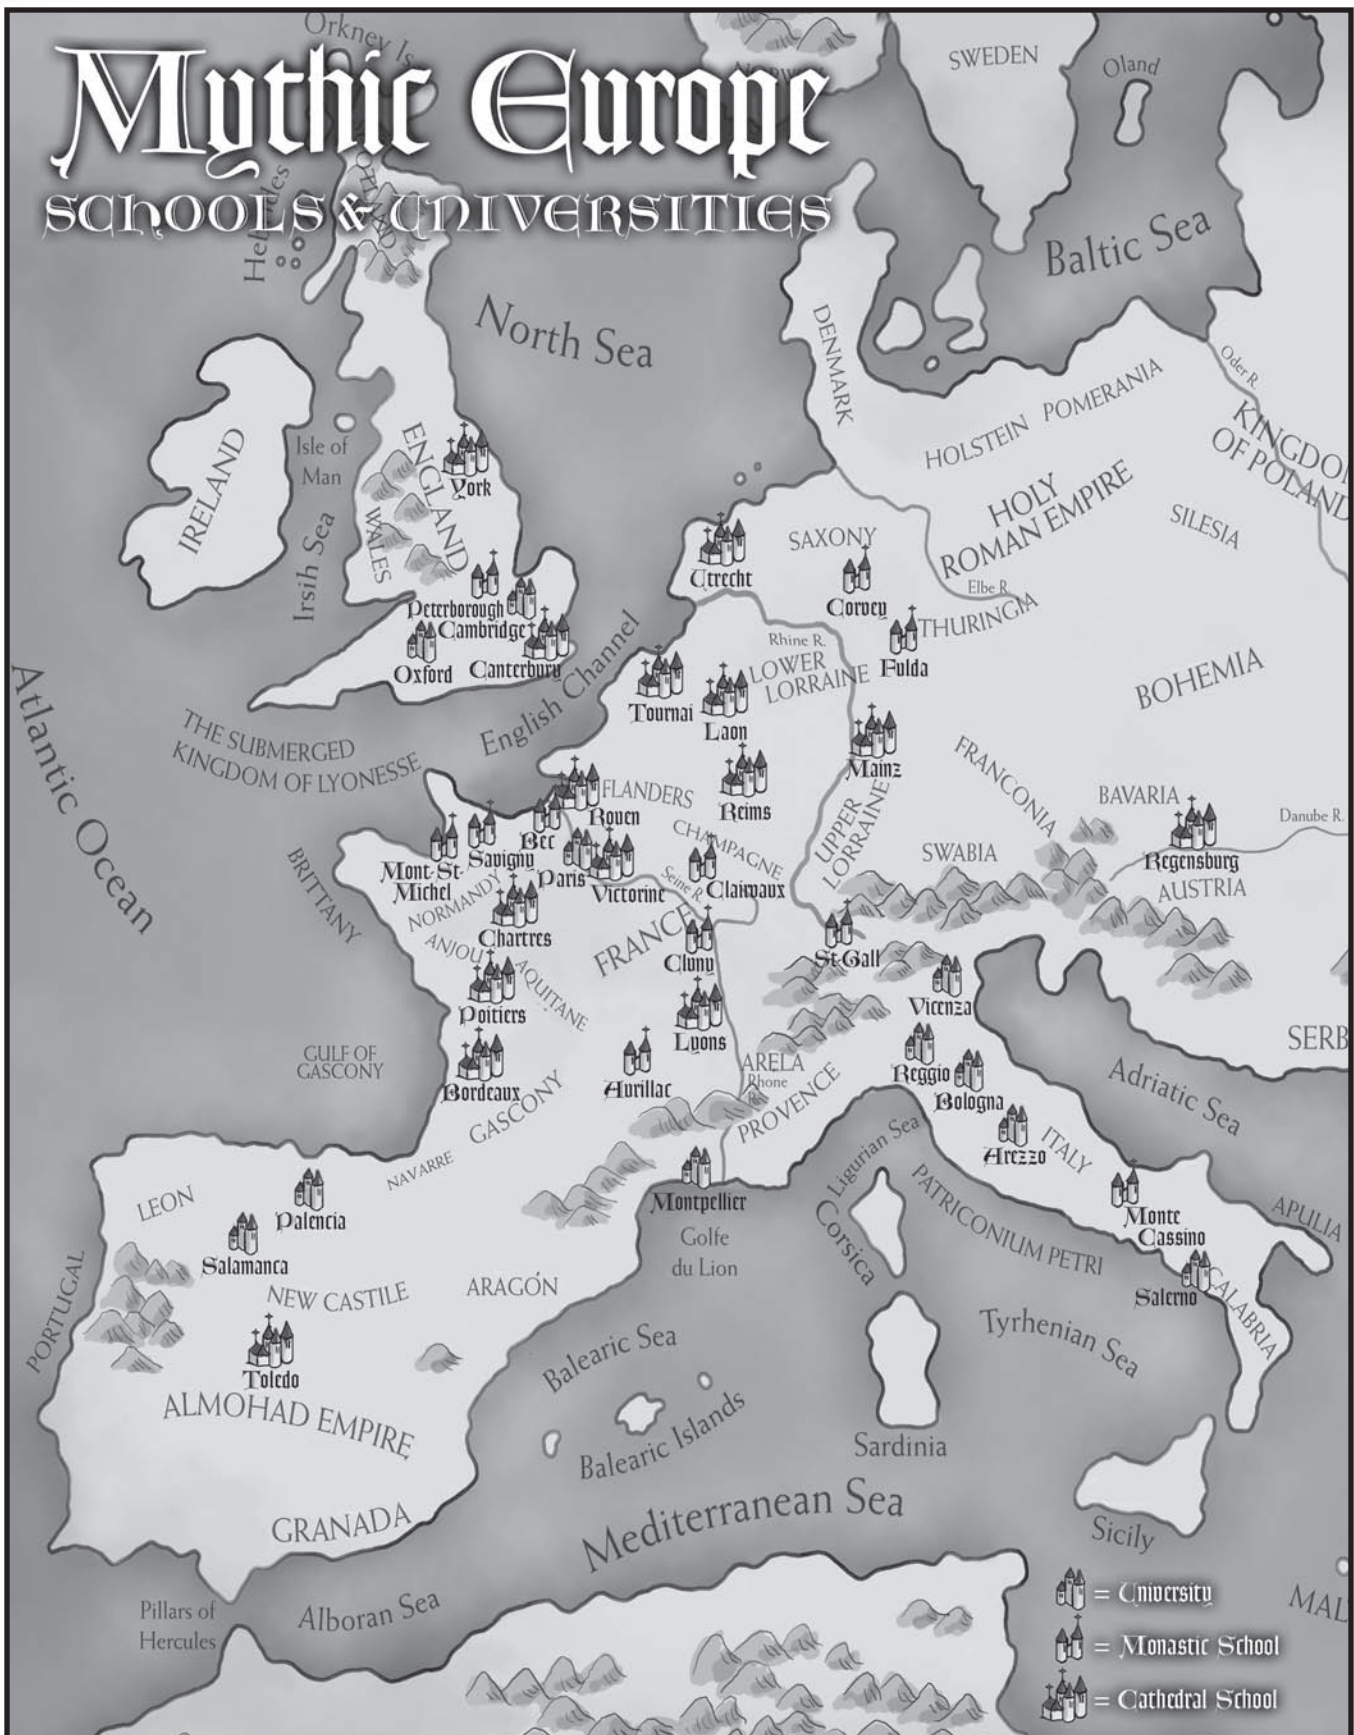 Mythic Europe
SCHOOLS & UNIVERSITIES
Orkney Is
SWEDEN
Oland
Hebrides
Baltic Sea
North Sea
DENMARK
Oder R.
POMERANIA
HOLSTEIN
KINGDO
OF POLAND
IRELAND
Isle of
Man
ENGLAND
York
WALES
Irsih Sea
HOLY
ROMAN EMPIRE
SILESIA
SAXONY
Utrecht
Corvey
Elbe R.
THURINGIA
Peterborough
Cambridge
Oxford
Canterbury
Rhine R.
LOWER
LORRAINE
Fulda
BOHEMIA
English Channel
Tournai
Laon
Atlantic Ocean
THE SUBMERGED
KINGDOM OF LYONESSE
Mainz
FRANCONIA
FLANDERS
Reims
Rouen
BAVARIA
Danube R.
UPPER
LORRAINE
CHAMPAGNE
SWABIA
Regensburg
AUSTRIA
Bec
Savigny
Mont-St-
Michel
Paris
Victorine
Seine R.
Clairvaux
BRITTANY
NORMANDY
Chartres
FRANCE
ANJOU
AQUITANE
Cluny
St-Gall
Vicenza
Poitiers
Lyons
SERB
GULF OF
GASCONY
Bordeaux
Aurillac
ARELA
Rhone
R.
Reggio
Bologna
Adriatic Sea
GASCONY
PROVENCE
Ligurian Sea
Arezzo
ITALY
NAVARRE
LEON
Palencia
Montpellier
Corsica
PATRICONIUM PETRI
Monte
Cassino
APULIA
Salamanca
Golfe
du Lion
PORTUGAL
NEW CASTILE
ARAGÓN
Salerno
CALABRIA
Balearic Sea
Tyrhenian Sea
Toledo
ALMOHAD EMPIRE
Balearic Islands
Sardinia
GRANADA
Mediterranean Sea
Sicily
Pillars of
Hercules
Alboran Sea
MAL
= University
= Monastic School
= Cathedral School